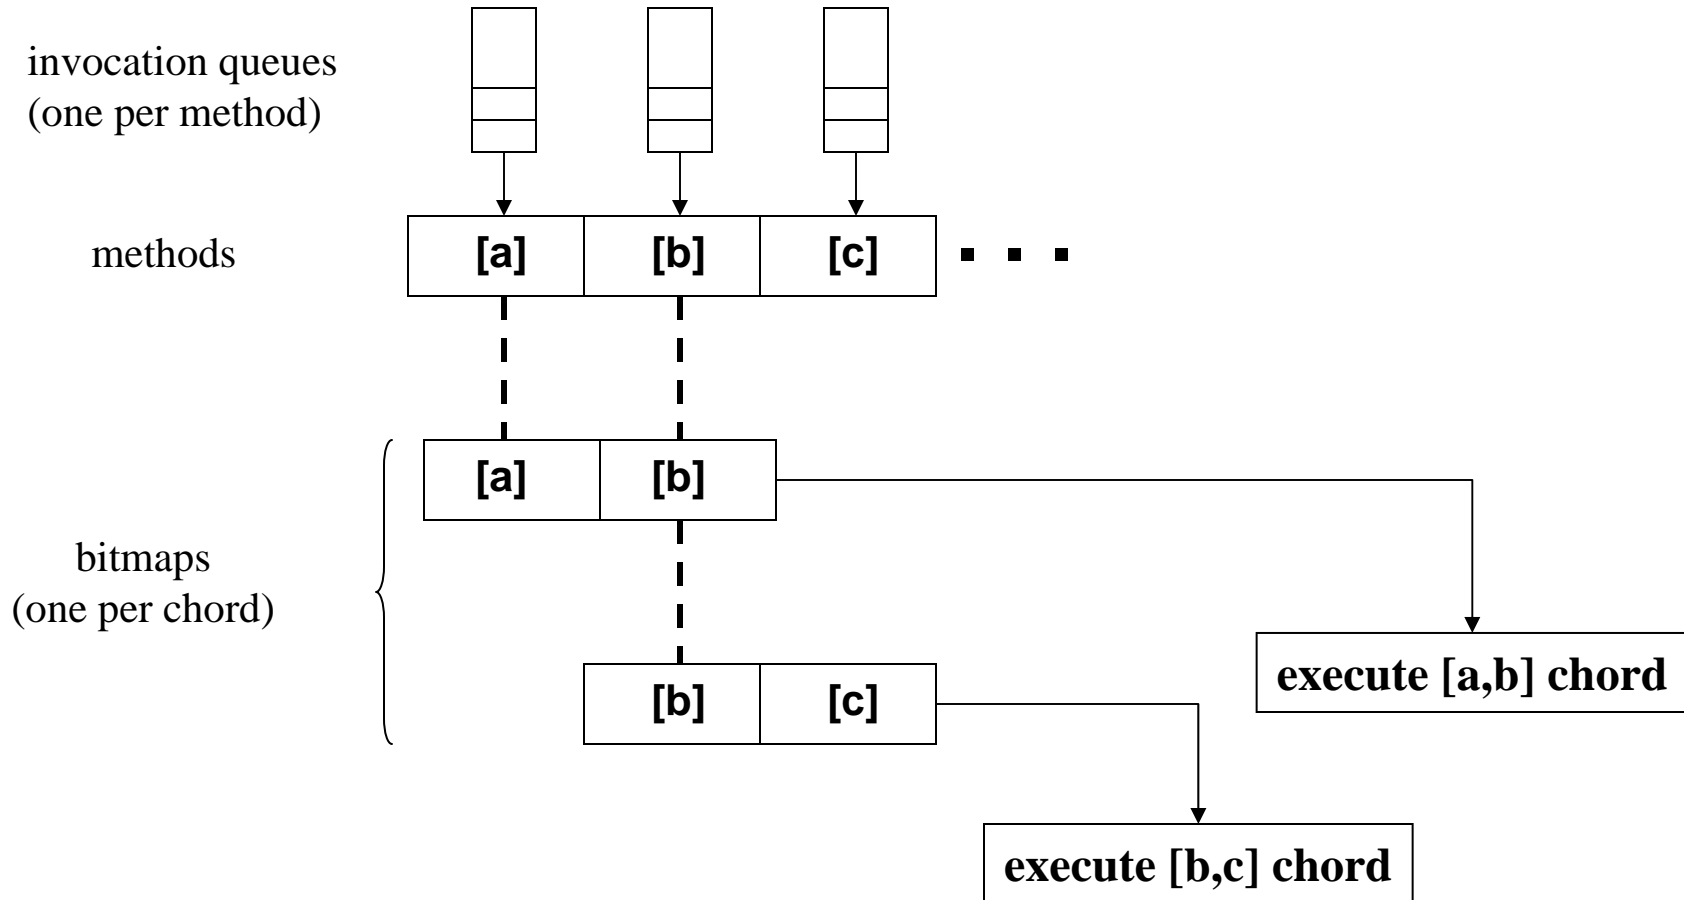 invocation queues
(one per method)
methods
[a] [b] [c]
[a] [b]
bitmaps
(one per chord)
execute [a,b] chord
[b] [c]
execute [b,c] chord